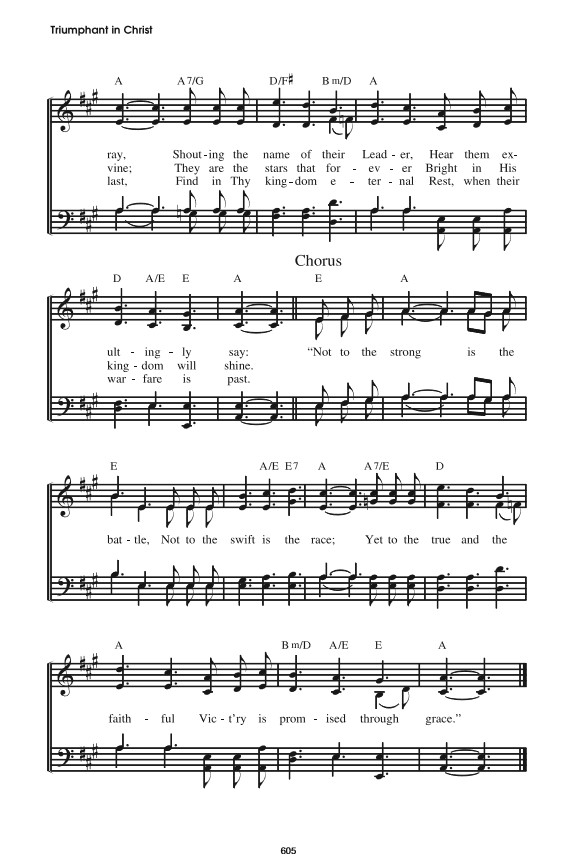 Triumphant in Christ
A A7/G D/F♯ Bm/D A
ray, Shout-ing the name of their Lead-er, Hear them ex-
vine; They are the stars that for-ev-er Bright in His
last, Find in Thy king-dom e-ter-nal Rest, when their
Chorus
D A/E E A E A
ult-ing-ly say: “Not to the strong is the
king-dom will shine.
war-fare is past.
E A/E E7 A A7/E D
bat-tle, Not to the swift is the race; Yet to the true and the
A Bm/D A/E E A
faith-ful Vic-t’ry is prom-ised through grace.”
605